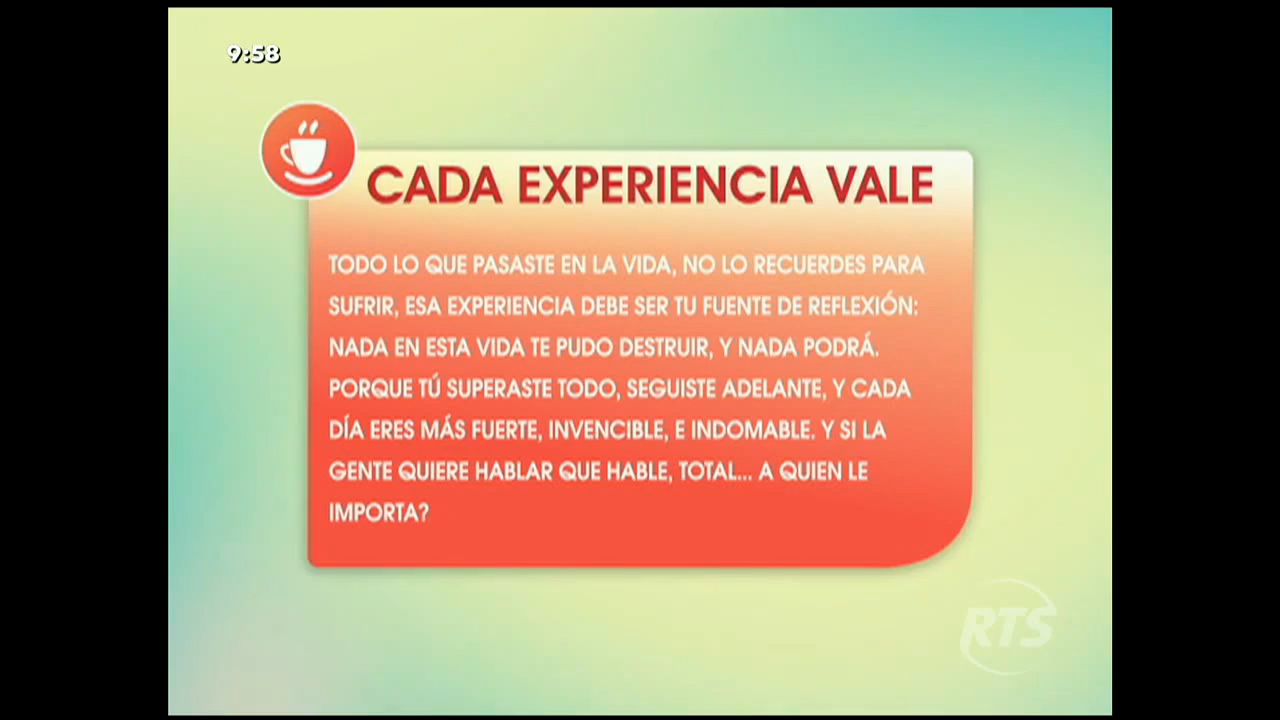 9:58
CADA EXPERIENCIA VALE
TODO LO QUE PASASTE EN LA VIDA, NO LO RECUERDES PARA
SUFRIR, ESA EXPERIENCIA DEBE SER TU FUENTE DE REFLEXIÓN:
NADA EN ESTA VIDA TE PUDO DESTRUIR, Y NADA PODRÁ.
PORQUE TÚ SUPERASTE TODO, SEGUISTE ADELANTE, Y CADA
DÍA ERES MÁS FUERTE, INVENCIBLE, E INDOMABLE. Y SI LA
GENTE QUIERE HABLAR QUE HABLE, TOTAL... A QUIEN LE
IMPORTA?
RTS